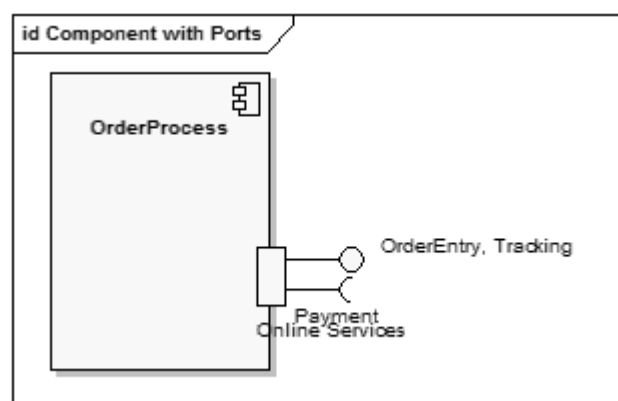 id Component with Ports
OrderProcess
OrderEntry, Tracking
Payment
Online Services